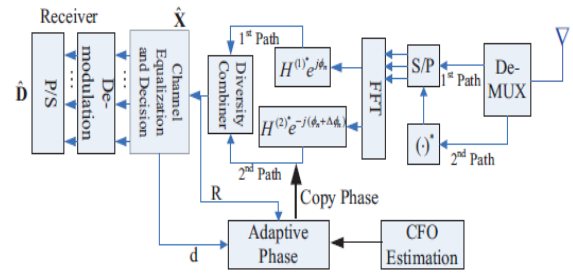 Receiver
X̂
D̂
P/S
De-
modulation
Channel
Equalization
and Decision
Diversity
Combiner
1st Path
H(1)* e^jϕn
H(2)* e^-j(ϕn+Δϕn)
2nd Path
FFT
S/P
1st Path
De-
MUX
(·)*
2nd Path
R
Copy Phase
d
Adaptive
Phase
CFO
Estimation